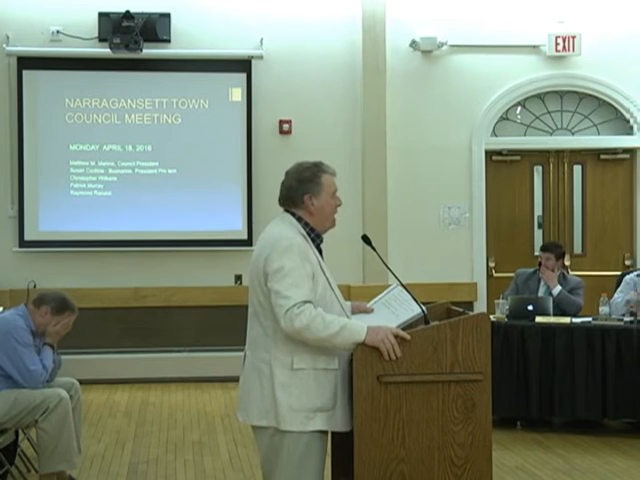 NARRAGANSETT TOWN
COUNCIL MEETING
MONDAY APRIL 18, 2016
Matthew M. Mannix, Council President
Susan Cicilline - Buonanno, President Pro tem
Christopher Wilkens
Patrick Murray
Raymond Ranaldi
EXIT